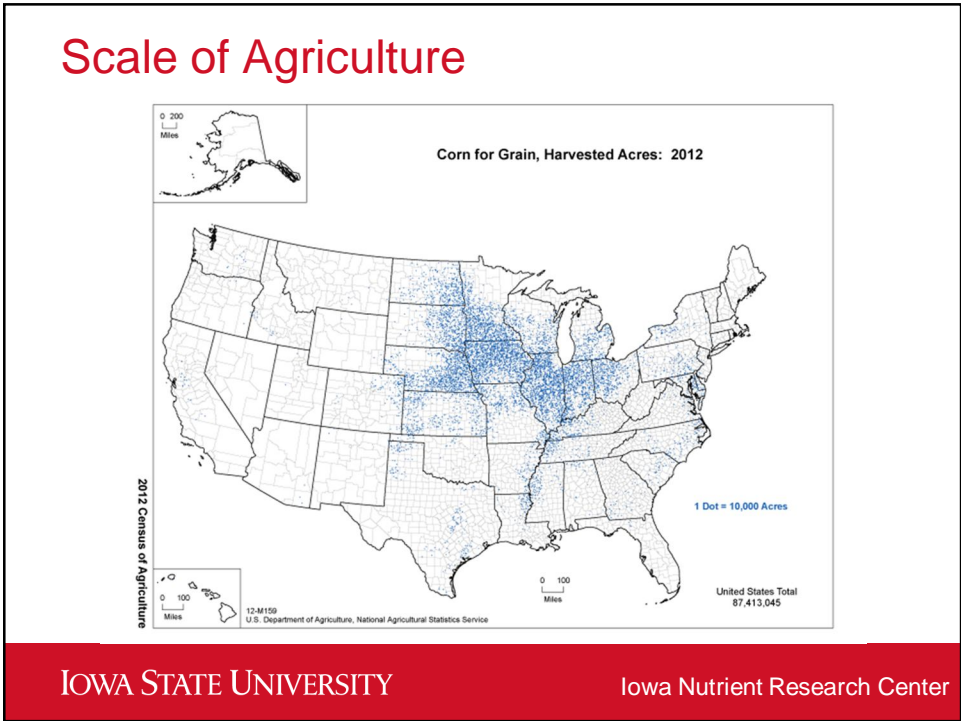 Scale of Agriculture
0 200
Miles
Corn for Grain, Harvested Acres: 2012
1 Dot = 10,000 Acres
2012 Census of Agriculture
0 100
Miles
0 100
Miles
United States Total
87,413,045
12-M159
U.S. Department of Agriculture, National Agricultural Statistics Service
IOWA STATE UNIVERSITY
Iowa Nutrient Research Center